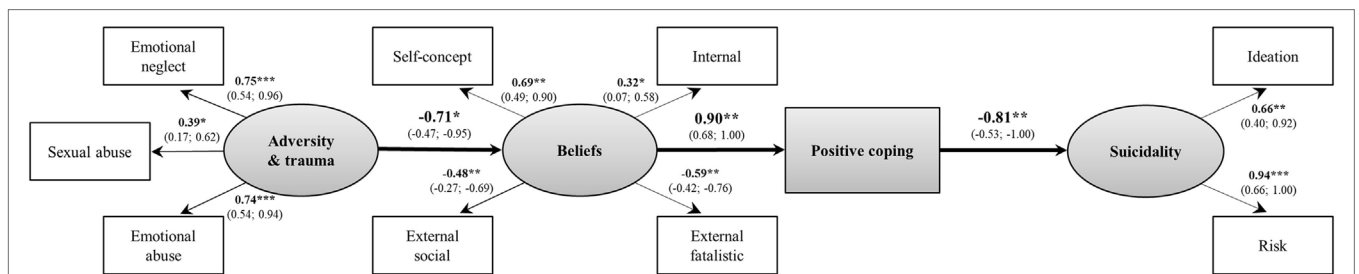 Emotional
neglect
0.75***
(0.54; 0.96)
Sexual abuse
0.39*
(0.17; 0.62)
Adversity
& trauma
0.74***
(0.54; 0.94)
Emotional
abuse
-0.71*
(-0.47; -0.95)
Self-concept
0.69**
(0.49; 0.90)
Internal
0.32*
(0.07; 0.58)
Beliefs
-0.48**
(-0.27; -0.69)
External
social
-0.59**
(-0.42; -0.76)
External
fatalistic
0.90**
(0.68; 1.00)
Positive coping
-0.81**
(-0.53; -1.00)
Suicidality
Ideation
0.66**
(0.40; 0.92)
0.94***
(0.66; 1.00)
Risk